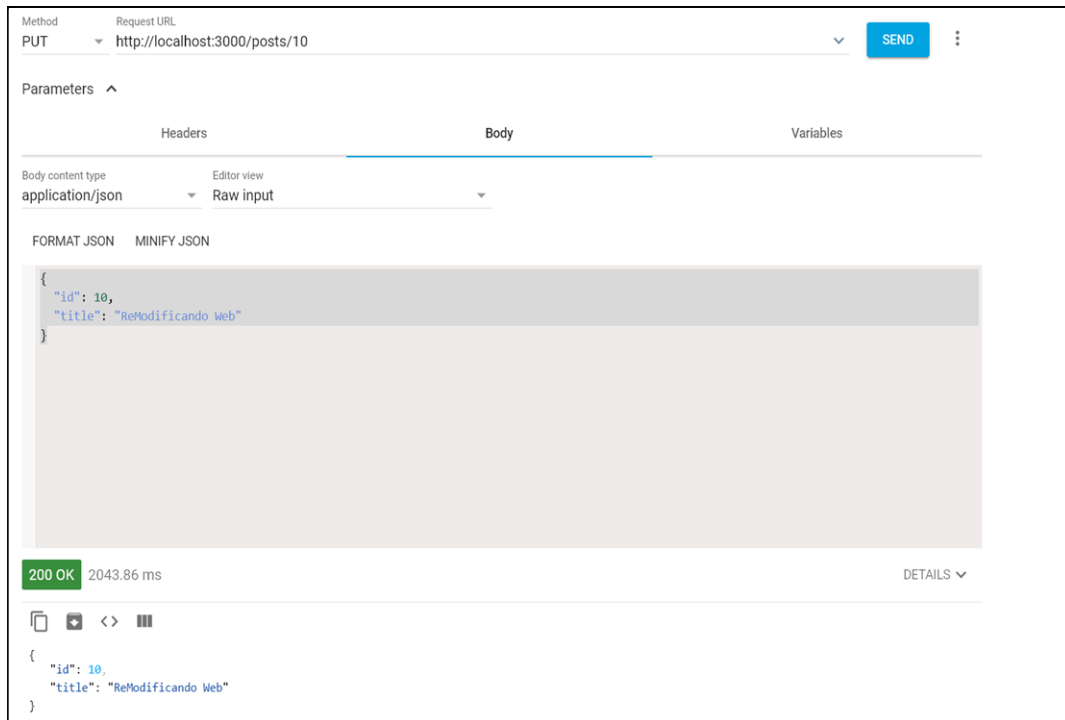 Method Request URL
PUT http://localhost:3000/posts/10 SEND
Parameters
Headers Body Variables
Body content type Editor view
application/json Raw input
FORMAT JSON MINIFY JSON
{
"id": 10,
"title": "ReModificando Web"
}
200 OK 2043.86 ms DETAILS
{
"id": 10,
"title": "ReModificando Web"
}